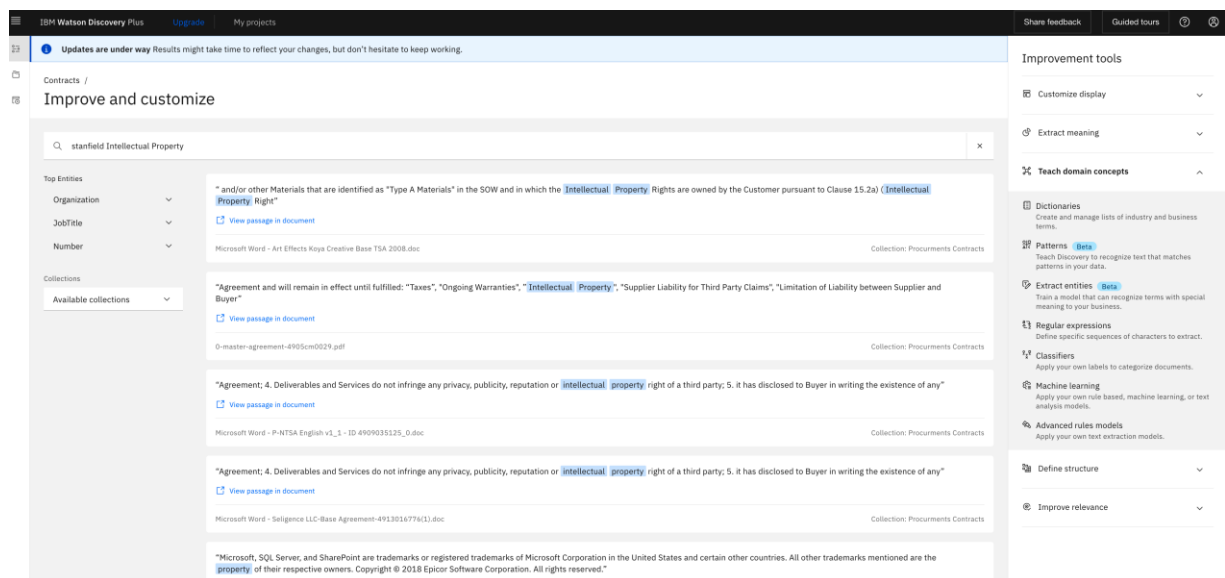 IBM Watson Discovery Plus Upgrade My projects Share feedback Guided tours
Updates are under way Results might take time to reflect your changes, but don't hesitate to keep working.
Contracts /
Improve and customize
stanfield Intellectual Property
Top Entities
Organization
JobTitle
Number
Collections
Available collections
" and/or other Materials that are identified as "Type A Materials" in the SOW and in which the Intellectual Property Rights are owned by the Customer pursuant to Clause 15.2a) ( Intellectual
Property Right"
View passage in document
Microsoft Word - Art Effects Koya Creative Base TSA 2008.doc Collection: Procurments Contracts
"Agreement and will remain in effect until fulfilled: "Taxes", "Ongoing Warranties", "Intellectual Property", "Supplier Liability for Third Party Claims", "Limitation of Liability between Supplier and
Buyer"
View passage in document
0-master-agreement-4905cm0029.pdf Collection: Procurments Contracts
"Agreement; 4. Deliverables and Services do not infringe any privacy, publicity, reputation or intellectual property right of a third party; 5. it has disclosed to Buyer in writing the existence of any"
View passage in document
Microsoft Word - P-NTSA English v1_1 - ID 4909035125_0.doc Collection: Procurments Contracts
"Agreement; 4. Deliverables and Services do not infringe any privacy, publicity, reputation or intellectual property right of a third party; 5. it has disclosed to Buyer in writing the existence of any"
View passage in document
Microsoft Word - Seligence LLC-Base Agreement-4913016776(1).doc Collection: Procurments Contracts
"Microsoft, SQL Server, and SharePoint are trademarks or registered trademarks of Microsoft Corporation in the United States and certain other countries. All other trademarks mentioned are the
property of their respective owners. Copyright © 2018 Epicor Software Corporation. All rights reserved."
Improvement tools
Customize display
Extract meaning
Teach domain concepts
Dictionaries
Create and manage lists of industry and business
terms.
Patterns Beta
Teach Discovery to recognize text that matches
patterns in your data.
Extract entities Beta
Train a model that can recognize terms with special
meaning to your business.
Regular expressions
Define specific sequences of characters to extract.
Classifiers
Apply your own labels to categorize documents.
Machine learning
Apply your own rule based, machine learning, or text
analysis models.
Advanced rules models
Apply your own text extraction models.
Define structure
Improve relevance